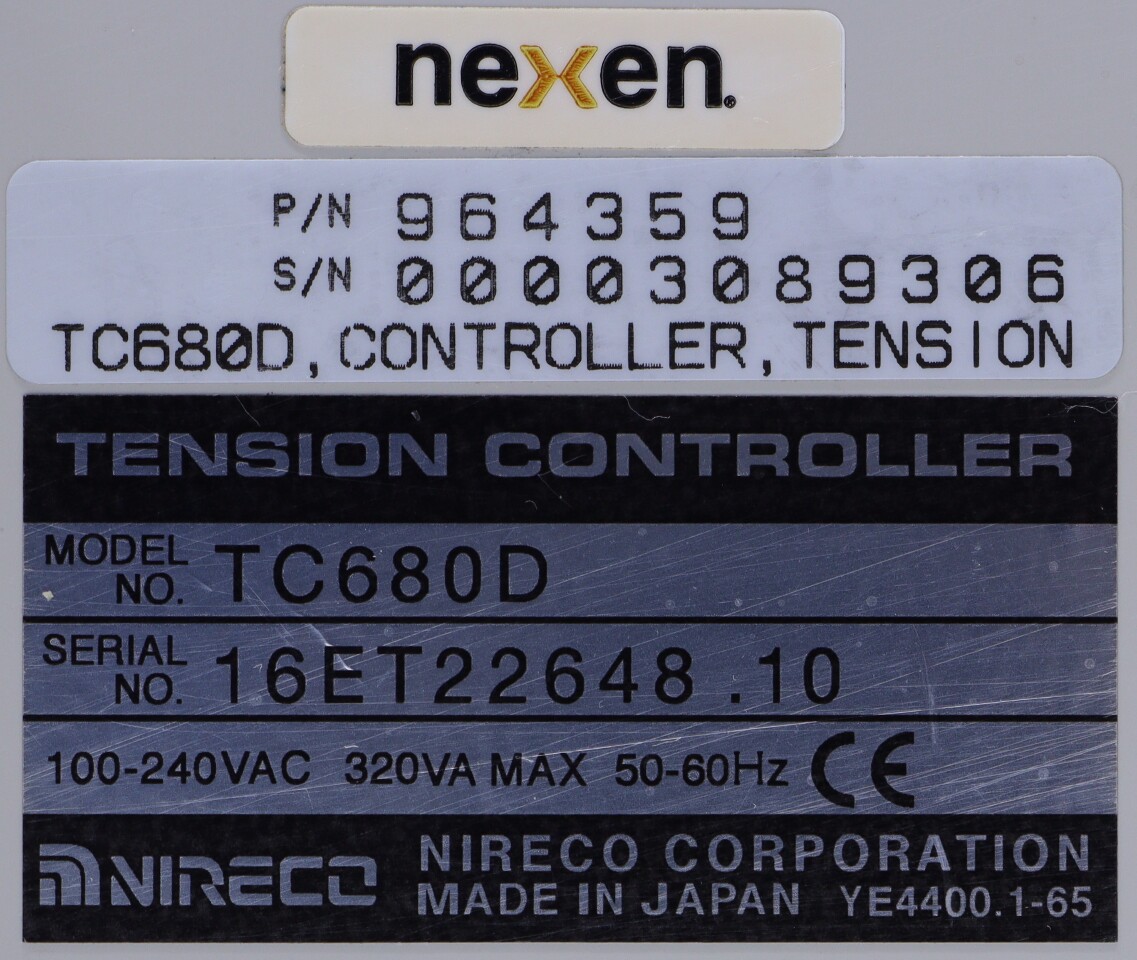 nexen®
P/N 964359
S/N 00003089306
TC680D, CONTROLLER, TENSION
TENSION CONTROLLER
MODEL NO. TC680D
SERIAL NO. 16ET22648.10
100-240VAC 320VA MAX 50-60Hz CE
NIRECO NIRECO CORPORATION
MADE IN JAPAN YE4400.1-65